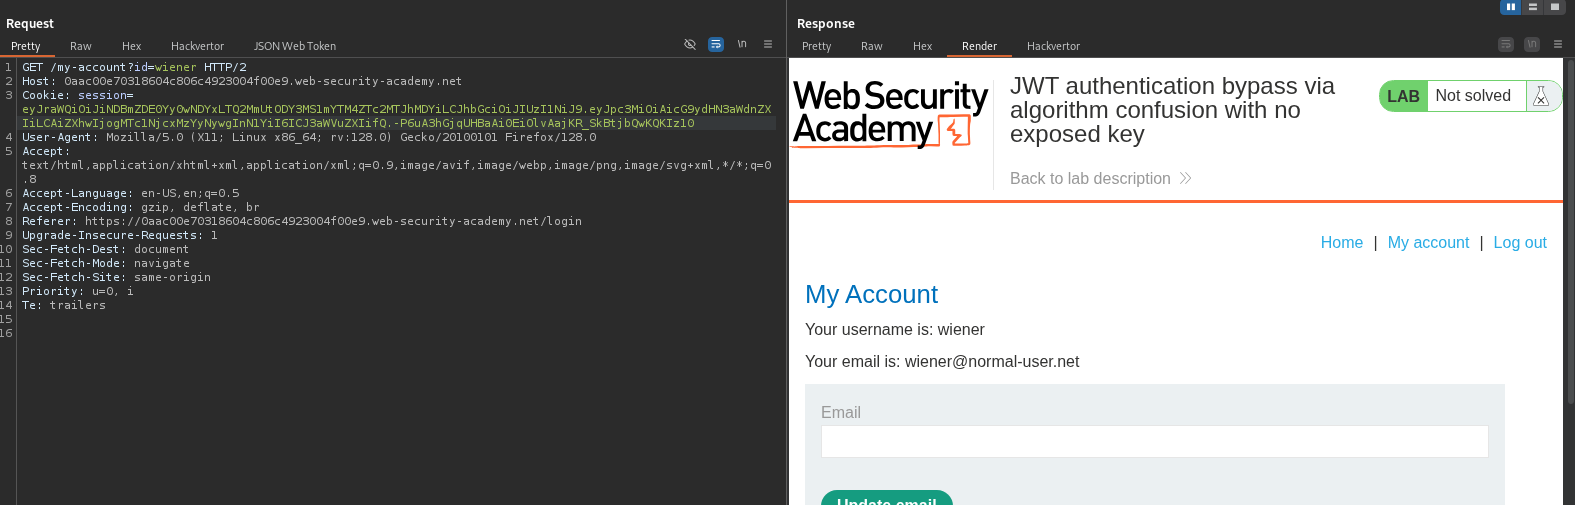 Request
Pretty Raw Hex Hackvertor JSON Web Token
\n
1 GET /my-account?id=wiener HTTP/2
2 Host: 0aac00e70318604c806c4923004f00e9.web-security-academy.net
3 Cookie: session=
eyJraWQiOiJiNDBmZDE0Yy0wNDYxLTQ2MmUtODY3MS1mYTM4ZTc2MTJhMDYiLCJhbGciOiJIUzI1NiJ9.eyJpc3MiOiAicG9ydHN3aWdnZX
IiLCAiZXhwIjogMTc1NjcxMzYyNywgInN1YiI6ICJ3aWVuZXIifQ.-P6uA3hGjqUHBaAiOEiOlvAajKR_SkBtjbQwKQKIz10
4 User-Agent: Mozilla/5.0 (X11; Linux x86_64; rv:128.0) Gecko/20100101 Firefox/128.0
5 Accept:
text/html,application/xhtml+xml,application/xml;q=0.9,image/avif,image/webp,image/png,image/svg+xml,*/*;q=0
.8
6 Accept-Language: en-US,en;q=0.5
7 Accept-Encoding: gzip, deflate, br
8 Referer: https://0aac00e70318604c806c4923004f00e9.web-security-academy.net/login
9 Upgrade-Insecure-Requests: 1
10 Sec-Fetch-Dest: document
11 Sec-Fetch-Mode: navigate
12 Sec-Fetch-Site: same-origin
13 Priority: u=0, i
14 Te: trailers
15
16
Response
Pretty Raw Hex Render Hackvertor
\n
Web Security
Academy
JWT authentication bypass via
algorithm confusion with no
exposed key
Back to lab description
LAB Not solved
Home | My account | Log out
My Account
Your username is: wiener
Your email is: wiener@normal-user.net
Email
Update email